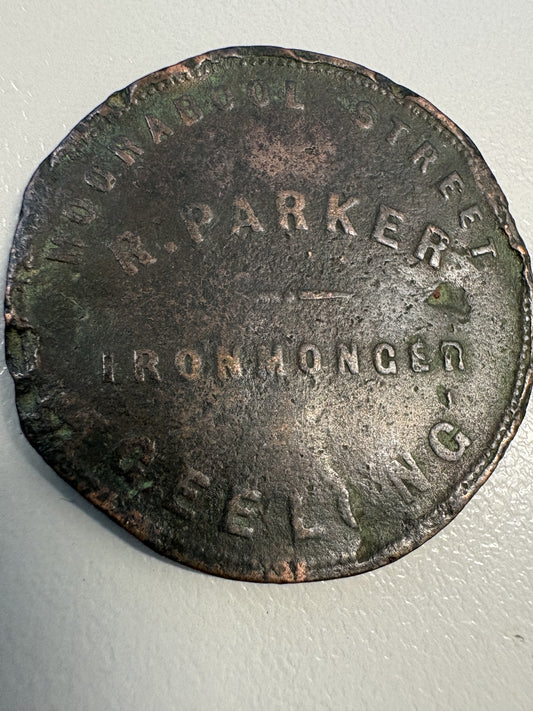 MOORABOOL STREET
R. PARKER
IRONMONGER
GEELONG